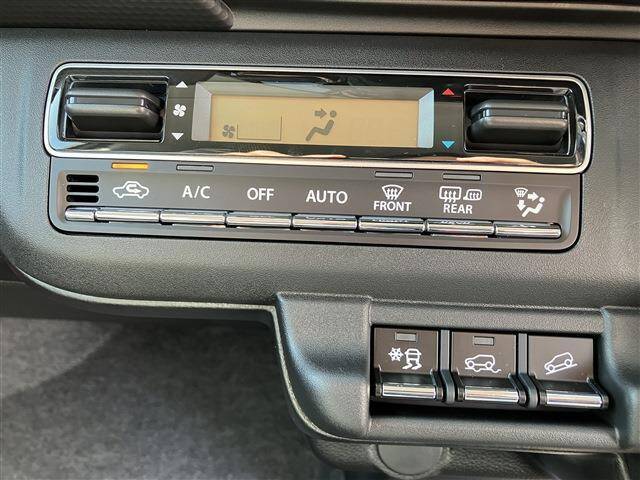 A/C OFF AUTO FRONT REAR